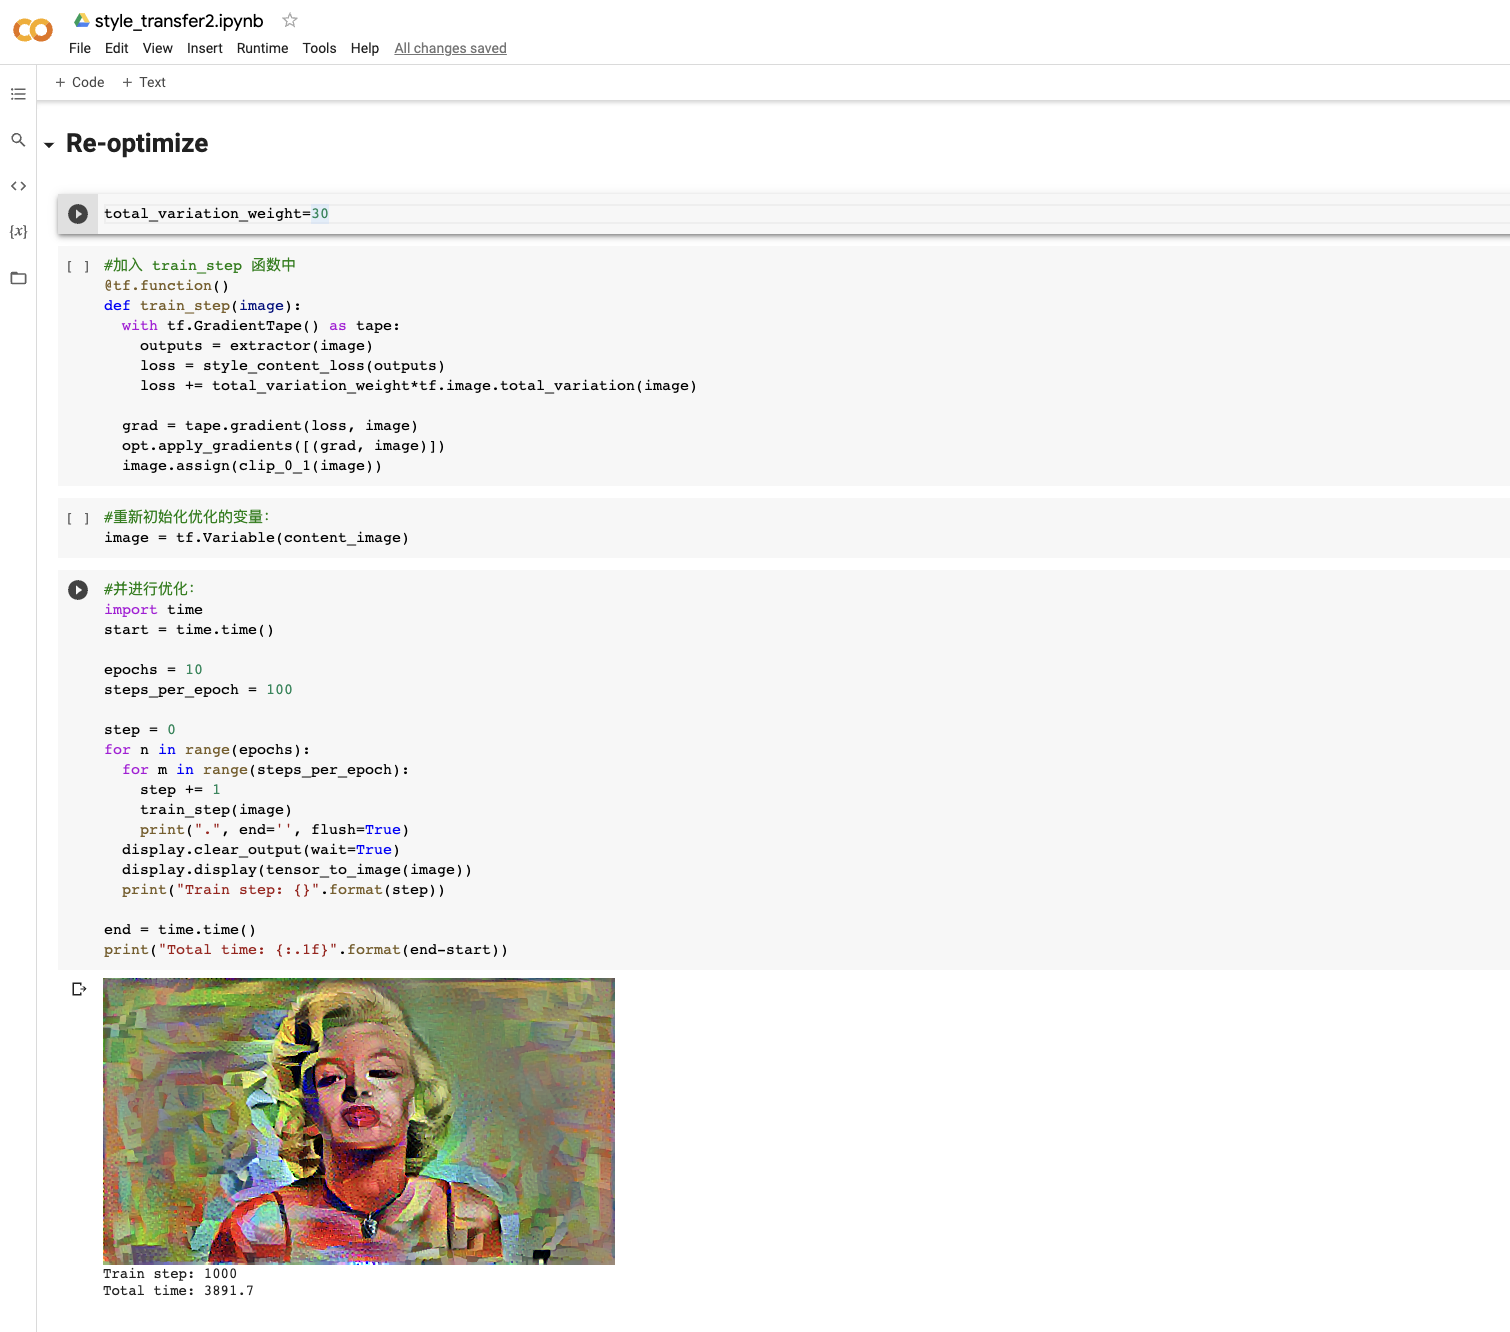 style_transfer2.ipynb
File Edit View Insert Runtime Tools Help All changes saved
+ Code + Text
Re-optimize
total_variation_weight=30
[ ] #加入 train_step 函数中
@tf.function()
def train_step(image):
  with tf.GradientTape() as tape:
    outputs = extractor(image)
    loss = style_content_loss(outputs)
    loss += total_variation_weight*tf.image.total_variation(image)
  grad = tape.gradient(loss, image)
  opt.apply_gradients([(grad, image)])
  image.assign(clip_0_1(image))
[ ] #重新初始化优化的变量：
image = tf.Variable(content_image)
#并进行优化：
import time
start = time.time()
epochs = 10
steps_per_epoch = 100
step = 0
for n in range(epochs):
  for m in range(steps_per_epoch):
    step += 1
    train_step(image)
    print(".", end='', flush=True)
  display.clear_output(wait=True)
  display.display(tensor_to_image(image))
  print("Train step: {}".format(step))
end = time.time()
print("Total time: {:.1f}".format(end-start))
Train step: 1000
Total time: 3891.7